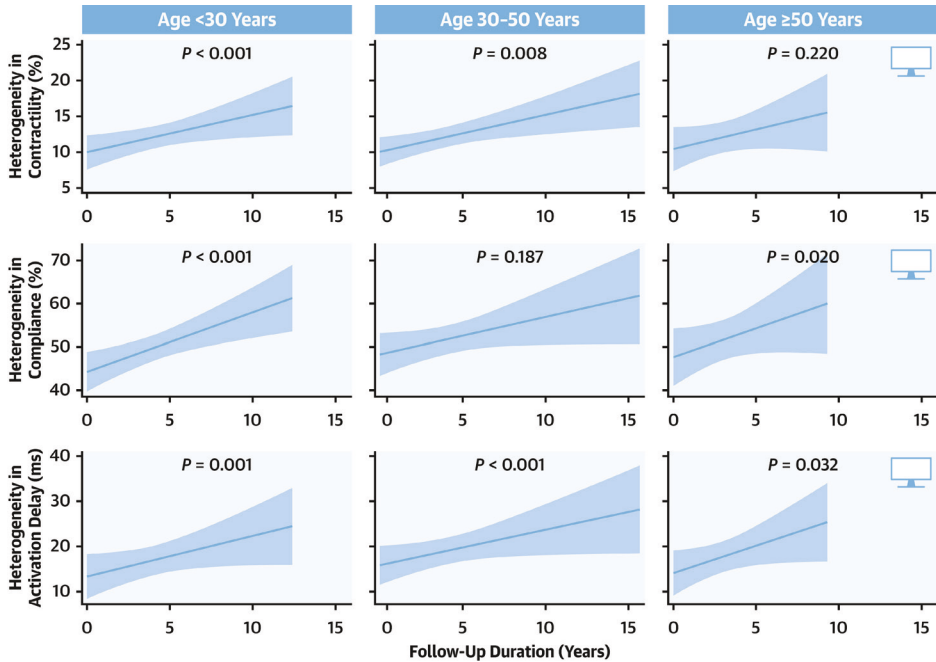 Age <30 Years
Age 30–50 Years
Age ≥50 Years
Heterogeneity in
Contractility (%)
25
20
15
10
5
P < 0.001
P = 0.008
P = 0.220
0 5 10 15
0 5 10 15
0 5 10 15
Heterogeneity in
Compliance (%)
70
60
50
40
P < 0.001
P = 0.187
P = 0.020
0 5 10 15
0 5 10 15
0 5 10 15
Heterogeneity in
Activation Delay (ms)
40
30
20
10
P = 0.001
P < 0.001
P = 0.032
0 5 10 15
0 5 10 15
0 5 10 15
Follow-Up Duration (Years)